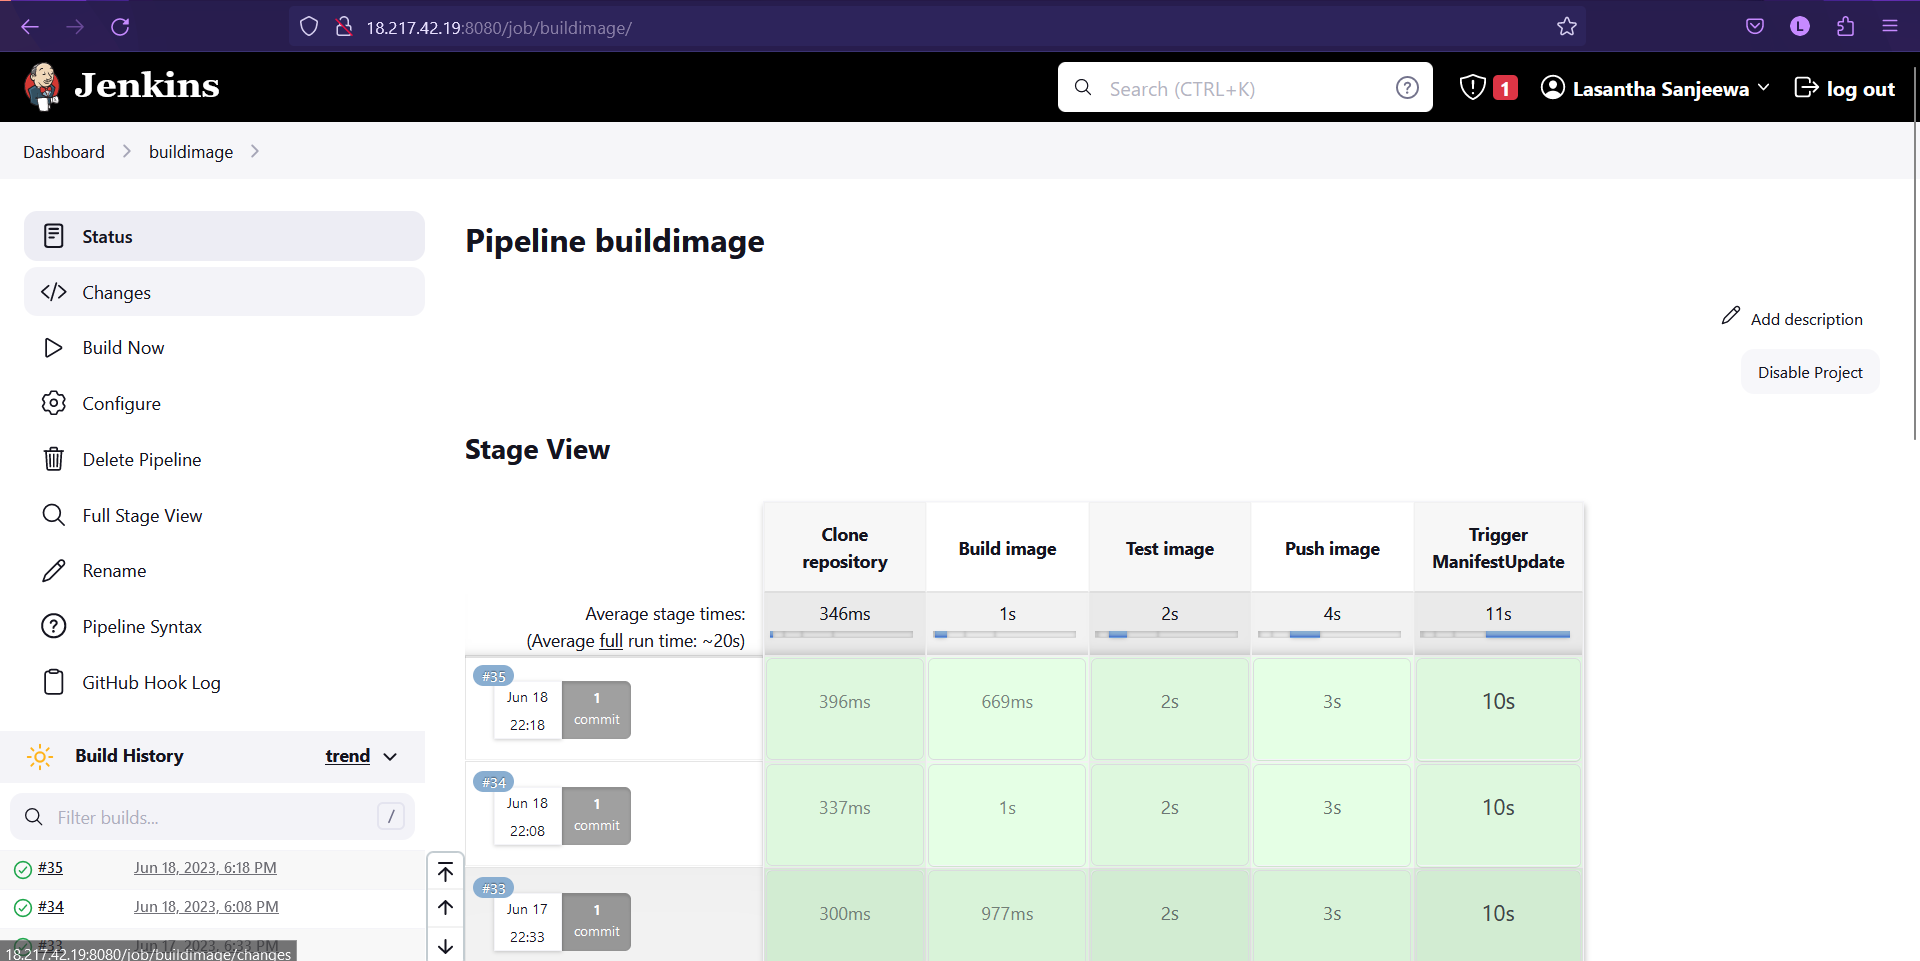 18.217.42.19:8080/job/buildimage/
L
Jenkins
Search (CTRL+K)
?
1
Lasantha Sanjeewa
log out
Dashboard
buildimage
Status
Changes
Build Now
Configure
Delete Pipeline
Full Stage View
Rename
Pipeline Syntax
GitHub Hook Log
Build History
trend
Filter builds...
/
#35 Jun 18, 2023, 6:18 PM
#34 Jun 18, 2023, 6:08 PM
#33 Jun 17, 2023, 6:33 PM
18.217.42.19:8080/job/buildimage/changes
Pipeline buildimage
Add description
Disable Project
Stage View
Clone
repository
Build image
Test image
Push image
Trigger
ManifestUpdate
Average stage times:
(Average full run time: ~20s)
346ms 1s 2s 4s 11s
#35
Jun 18
22:18
1
commit
396ms 669ms 2s 3s 10s
#34
Jun 18
22:08
1
commit
337ms 1s 2s 3s 10s
#33
Jun 17
22:33
1
commit
300ms 977ms 2s 3s 10s